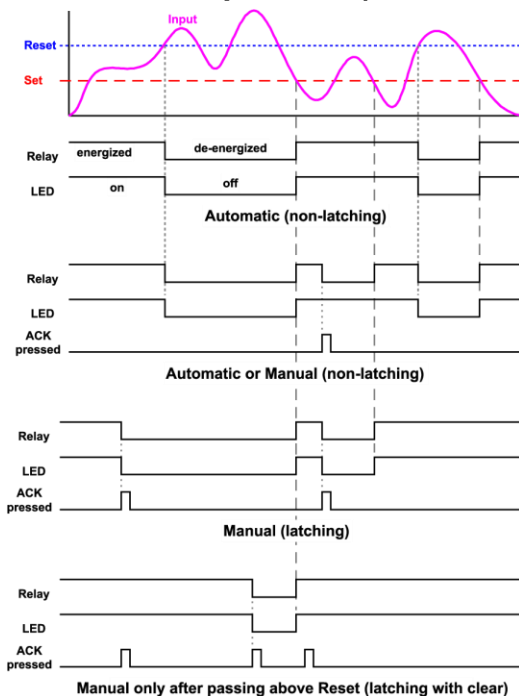 Input
Reset
Set
Relay energized de-energized
LED on off
Automatic (non-latching)
Relay
LED
ACK
pressed
Automatic or Manual (non-latching)
Relay
LED
ACK
pressed
Manual (latching)
Relay
LED
ACK
pressed
Manual only after passing above Reset (latching with clear)